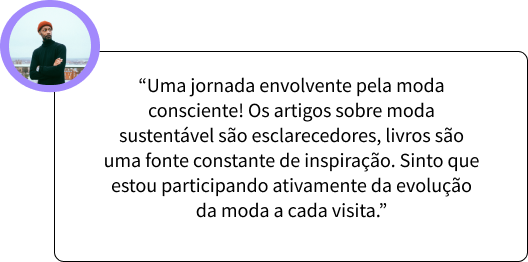 “Uma jornada envolvente pela moda
consciente! Os artigos sobre moda
sustentável são esclarecedores, livros são
uma fonte constante de inspiração. Sinto que
estou participando ativamente da evolução
da moda a cada visita.”